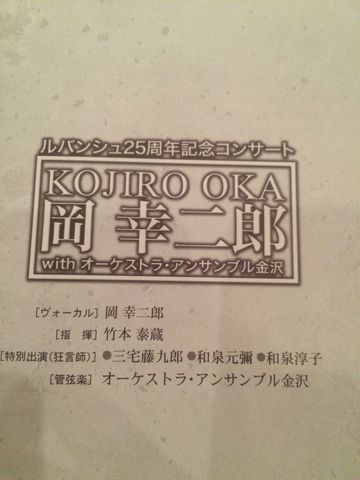 ルバンシュ25周年記念コンサート
KOJIRO OKA
岡 幸二郎
with オーケストラ・アンサンブル金沢
[ヴォーカル] 岡 幸二郎
[指 揮] 竹本 泰蔵
[特別出演(狂言師)] ●三宅藤九郎 ●和泉元彌 ●和泉淳子
[管弦楽] オーケストラ・アンサンブル金沢